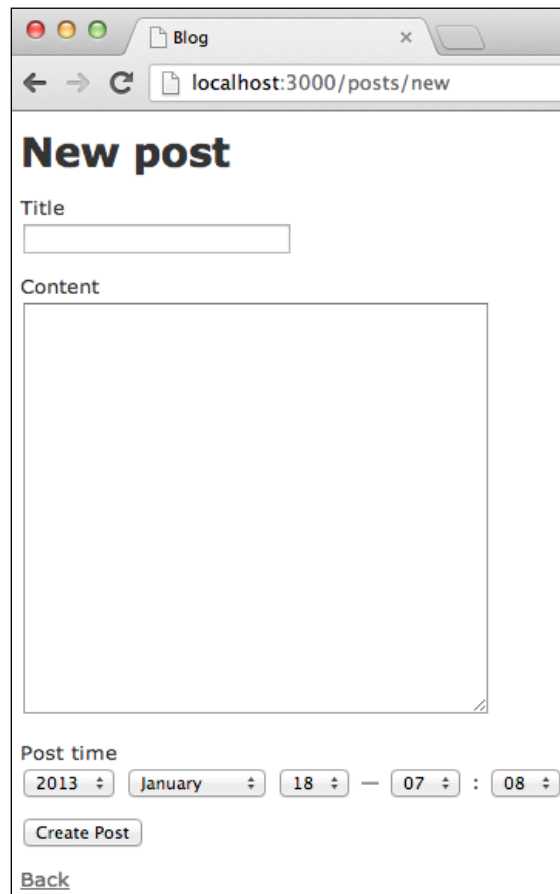 Blog
localhost:3000/posts/new
New post
Title
Content
Post time
2013 January 18 — 07 : 08
Create Post
Back